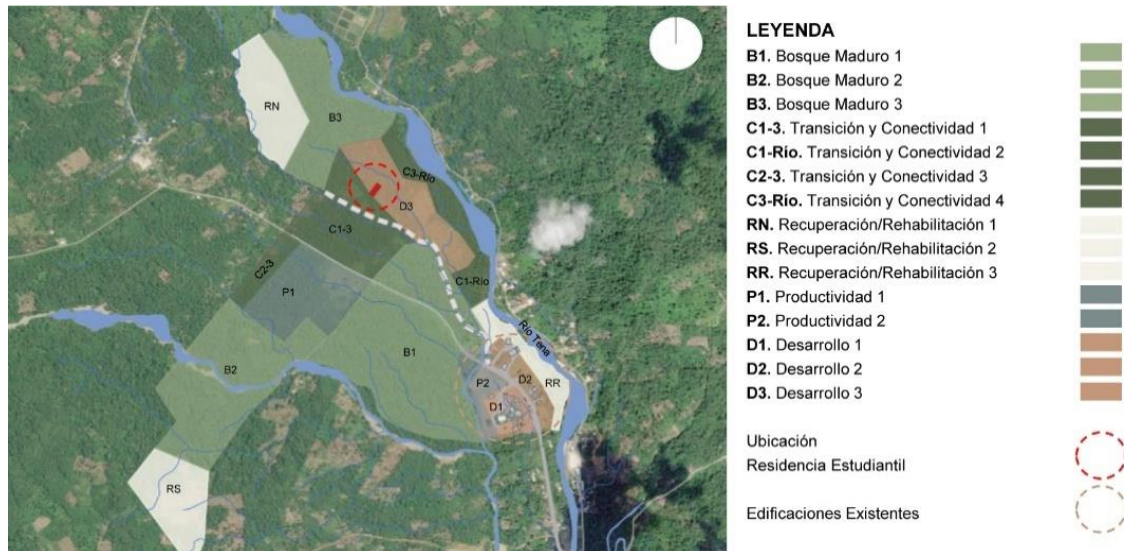 RN
B3
C3-Río
D3
C1-3
C2-3
C1-Río
P1
Río Tena
B1
B2
P2
D2
RR
D1
RS
LEYENDA
B1. Bosque Maduro 1
B2. Bosque Maduro 2
B3. Bosque Maduro 3
C1-3. Transición y Conectividad 1
C1-Río. Transición y Conectividad 2
C2-3. Transición y Conectividad 3
C3-Río. Transición y Conectividad 4
RN. Recuperación/Rehabilitación 1
RS. Recuperación/Rehabilitación 2
RR. Recuperación/Rehabilitación 3
P1. Productividad 1
P2. Productividad 2
D1. Desarrollo 1
D2. Desarrollo 2
D3. Desarrollo 3
Ubicación
Residencia Estudiantil
Edificaciones Existentes